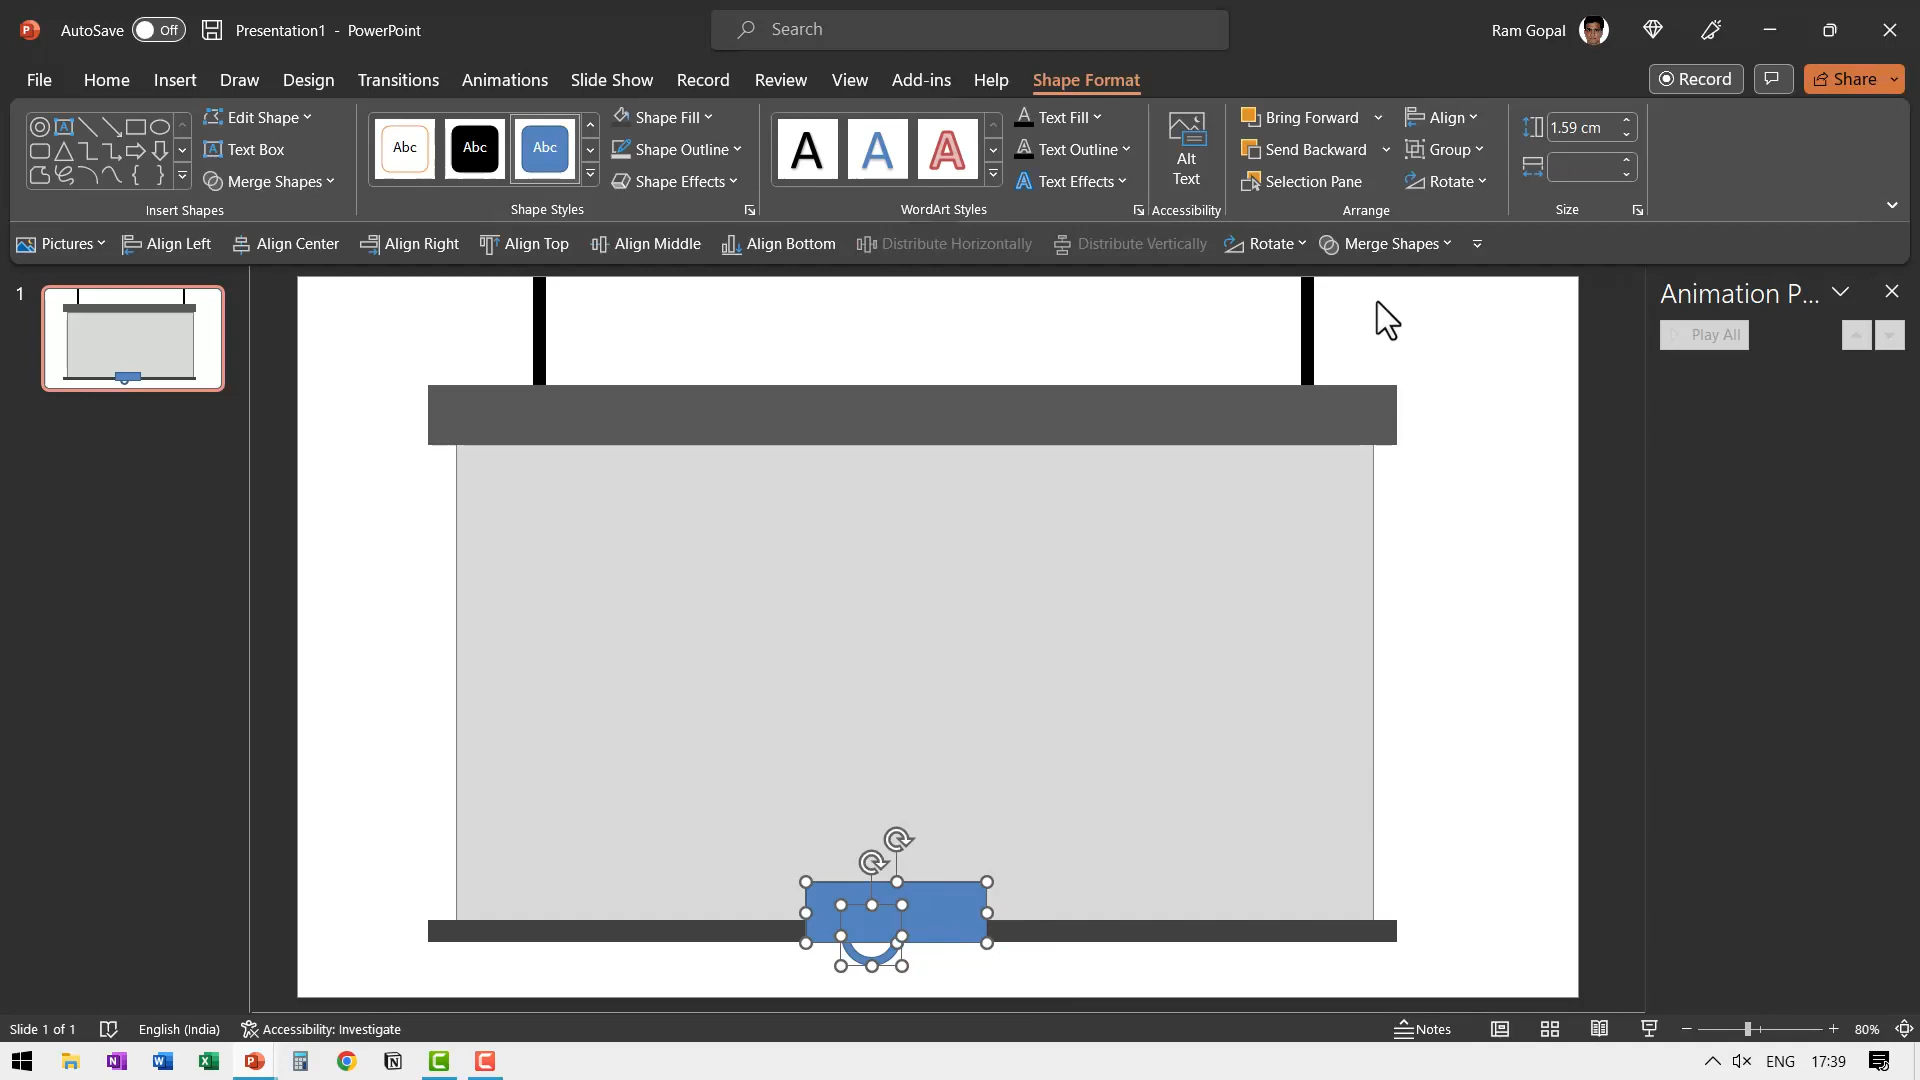 AutoSave Off Presentation1 - PowerPoint Search Ram Gopal
File Home Insert Draw Design Transitions Animations Slide Show Record Review View Add-ins Help Shape Format Record Share
Edit Shape
Text Box
Merge Shapes
Insert Shapes
Abc Abc Abc
Shape Fill
Shape Outline
Shape Effects
Shape Styles
A A A
Text Fill
Text Outline
Text Effects
WordArt Styles
Alt
Text
Accessibility
Bring Forward
Send Backward
Selection Pane
Align
Group
Rotate
Arrange
1.59 cm
Size
Pictures Align Left Align Center Align Right Align Top Align Middle Align Bottom Distribute Horizontally Distribute Vertically Rotate Merge Shapes
1
Animation P...
Play All
Slide 1 of 1 English (India) Accessibility: Investigate Notes 80%
ENG 17:39